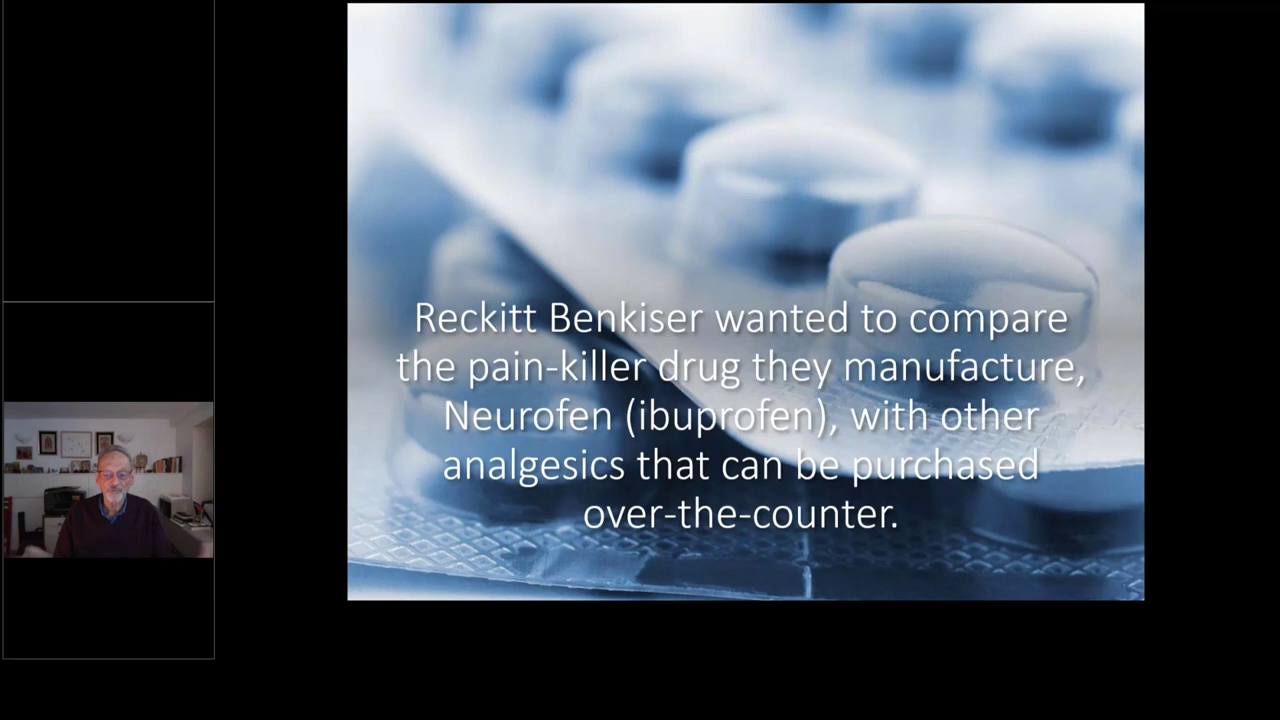 Reckitt Benkiser wanted to compare
the pain-killer drug they manufacture,
Neurofen (ibuprofen), with other
analgesics that can be purchased
over-the-counter.